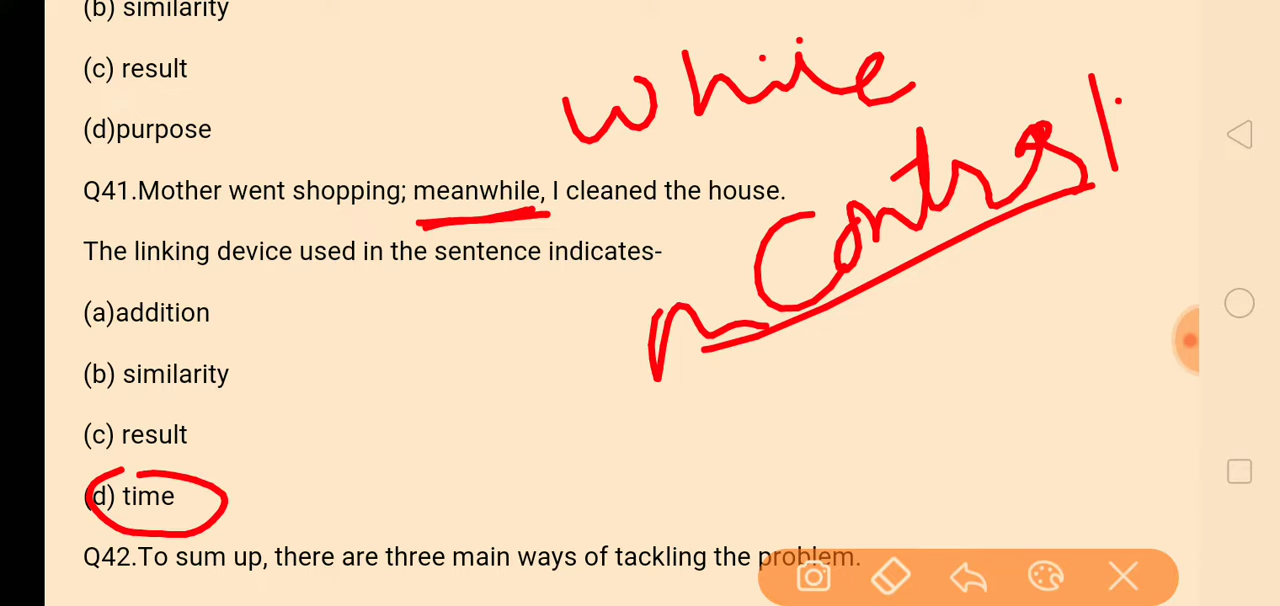 (b) similarity
(c) result
(d)purpose
while
Q41.Mother went shopping; meanwhile, I cleaned the house.
The linking device used in the sentence indicates-
(a)addition
(b) similarity
(c) result
(d) time
Q42.To sum up, there are three main ways of tackling the problem.